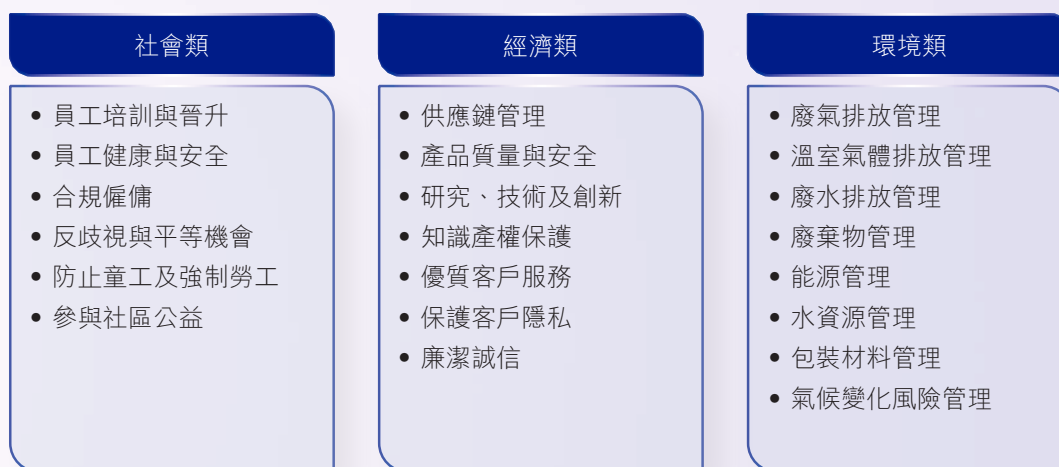 社會類
• 員工培訓與晉升
• 員工健康與安全
• 合規僱傭
• 反歧視與平等機會
• 防止童工及強制勞工
• 參與社區公益
經濟類
• 供應鏈管理
• 產品質量與安全
• 研究、技術及創新
• 知識產權保護
• 優質客戶服務
• 保護客戶隱私
• 廉潔誠信
環境類
• 廢氣排放管理
• 溫室氣體排放管理
• 廢水排放管理
• 廢棄物管理
• 能源管理
• 水資源管理
• 包裝材料管理
• 氣候變化風險管理